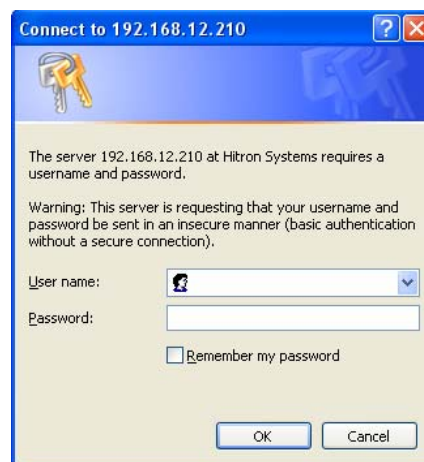 Connect to 192.168.12.210
The server 192.168.12.210 at Hitron Systems requires a
username and password.
Warning: This server is requesting that your username and
password be sent in an insecure manner (basic authentication
without a secure connection).
User name:
Password:
Remember my password
OK Cancel